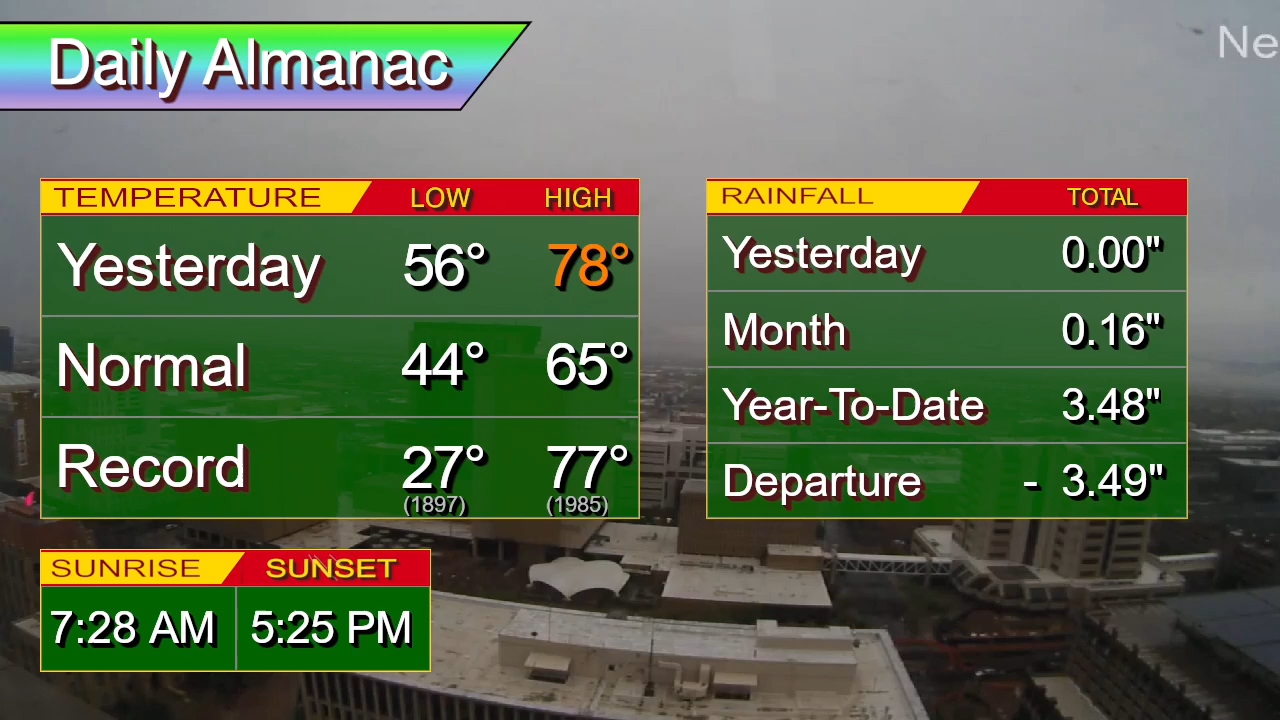 Daily Almanac
Ne
TEMPERATURE LOW HIGH
Yesterday 56° 78°
Normal 44° 65°
Record 27° 77°
(1897) (1985)
RAINFALL TOTAL
Yesterday 0.00"
Month 0.16"
Year-To-Date 3.48"
Departure - 3.49"
SUNRISE SUNSET
7:28 AM 5:25 PM